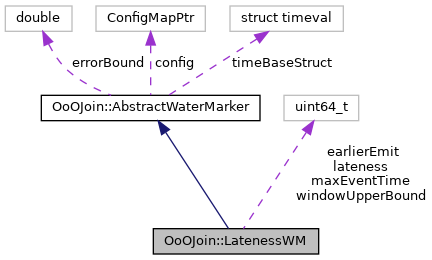 double
ConfigMapPtr
struct timeval
errorBound
config
timeBaseStruct
OoOJoin::AbstractWaterMarker
uint64_t
earlierEmit
lateness
maxEventTime
windowUpperBound
OoOJoin::LatenessWM